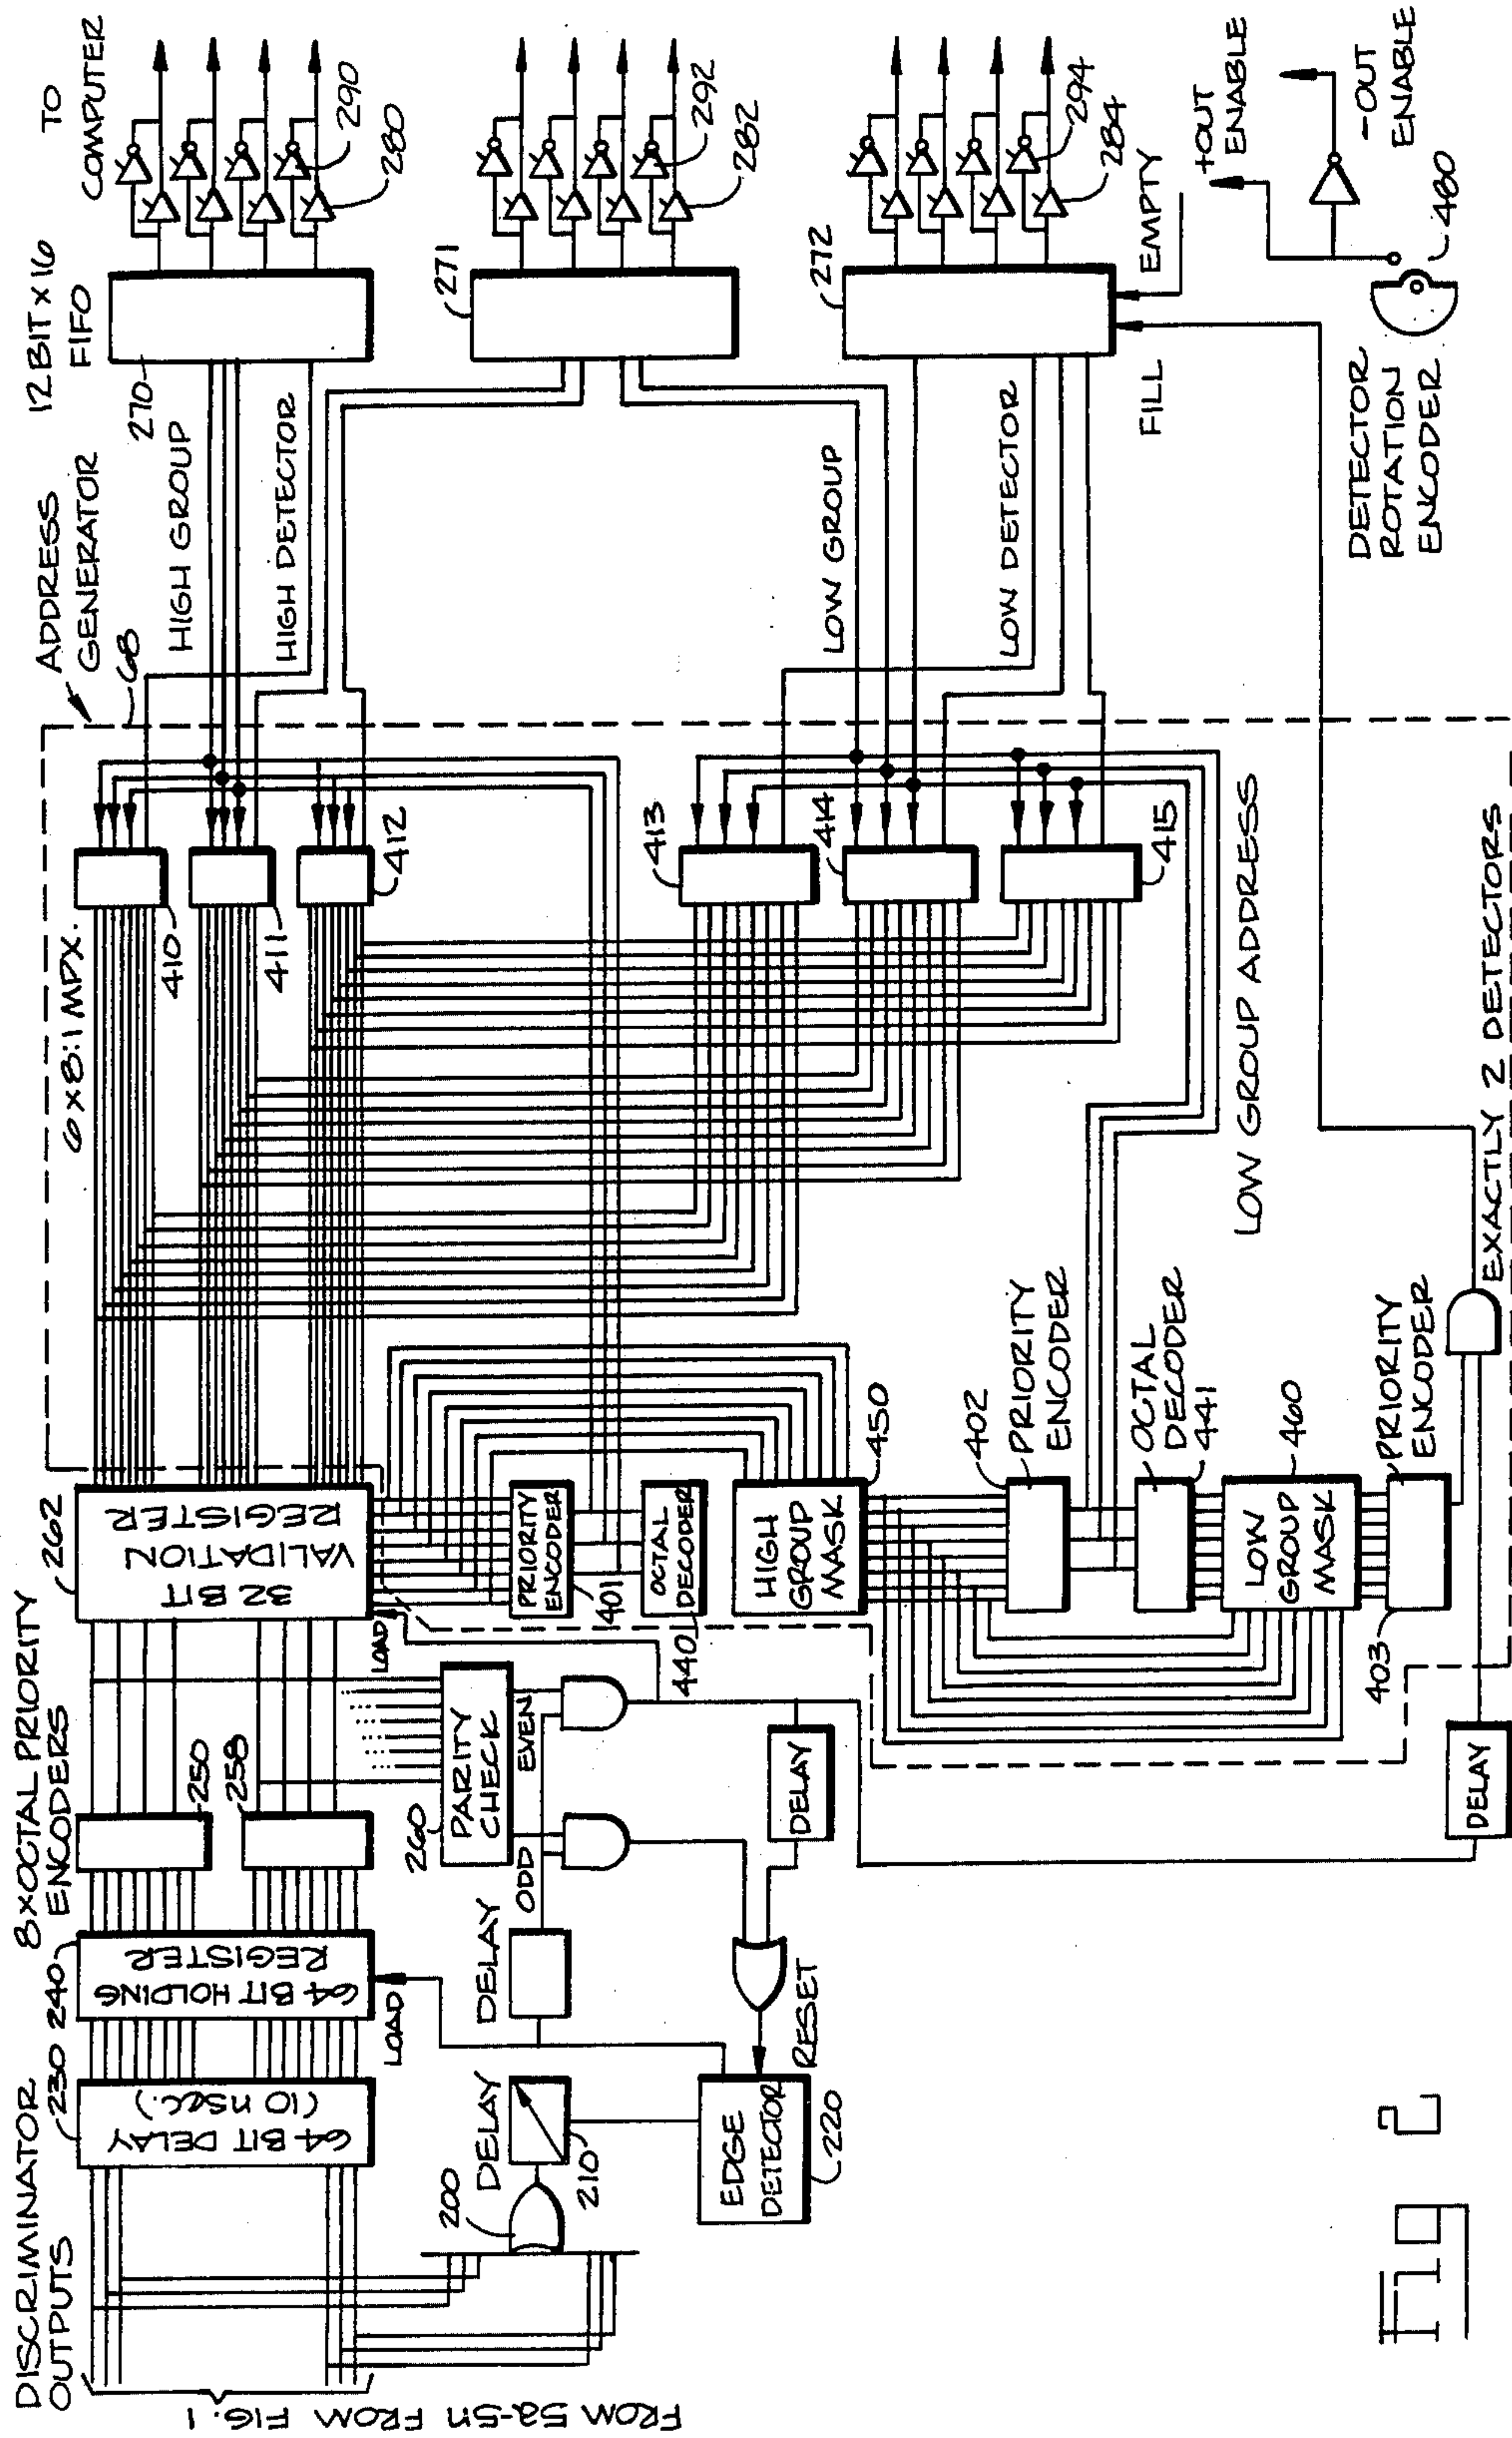 DISCRIMINATOR
OUTPUTS
FROM 5a-5n FROM FIG. 1
230
64 BIT DELAY
(10 nsec.)
240
64 BIT HOLDING
REGISTER
LOAD
8XOCTAL PRIORITY
ENCODERS
250
258
262
32 BIT
VALIDATION
REGISTER
LOAD
200
DELAY
210
EDGE
DETECTOR
220
RESET
DELAY
ODD
EVEN
260
PARITY
CHECK
DELAY
PRIORITY
ENCODER
401
OCTAL
DECODER
440
HIGH
GROUP
MASK
450
402
PRIORITY
ENCODER
OCTAL
DECODER
441
LOW
GROUP
MASK
460
403
PRIORITY
ENCODER
DELAY
EXACTLY 2 DETECTORS
LOW GROUP ADDRESS
6 x 8:1 MPX.
410
411
412
413
414
415
ADDRESS
GENERATOR
68
HIGH GROUP
HIGH DETECTOR
LOW GROUP
LOW DETECTOR
12 BIT x 16
FIFO
270
271
272
FILL
EMPTY
TO
COMPUTER
290
280
292
282
294
284
+OUT
ENABLE
-OUT
ENABLE
480
DETECTOR
ROTATION
ENCODER
FIG 2